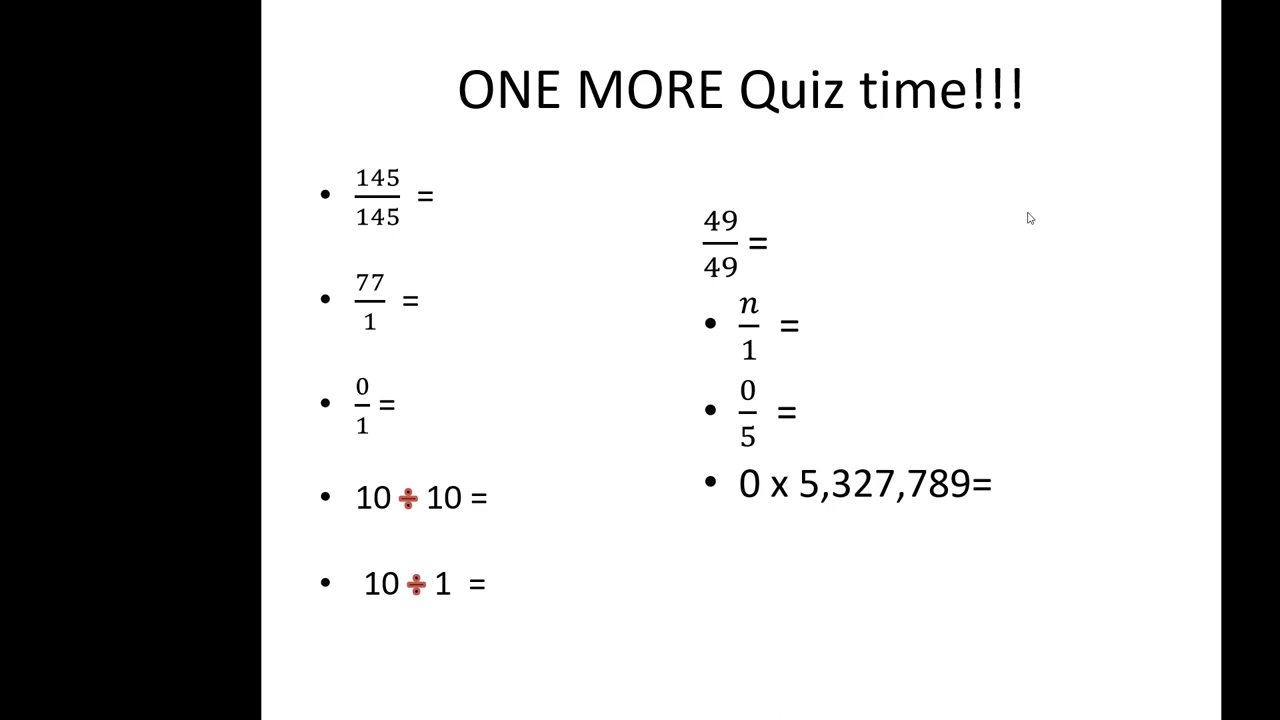 ONE MORE Quiz time!!!
• 145/145 =
• 77/1 =
• 0/1 =
• 10 ÷ 10 =
• 10 ÷ 1 =
49/49 =
• n/1 =
• 0/5 =
• 0 x 5,327,789=